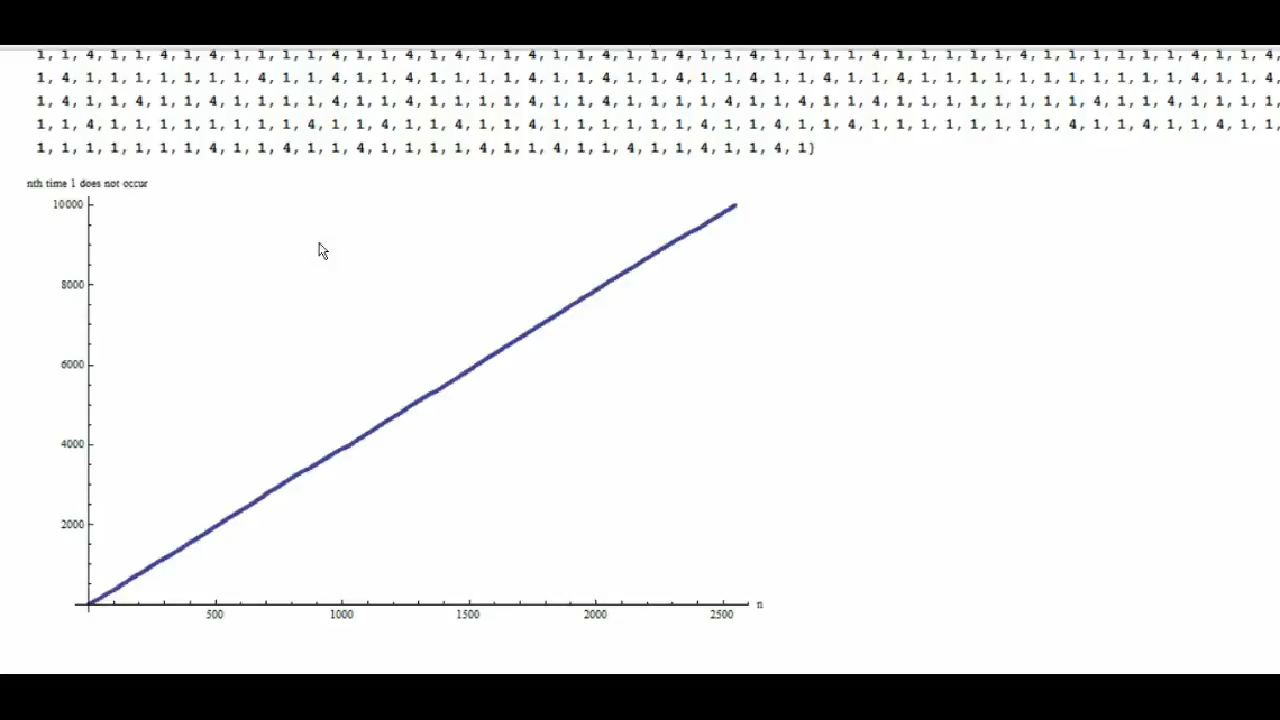 1, 1, 4, 1, 1, 4, 1, 4, 1, 1, 1, 1, 4, 1, 1, 4, 1, 4, 1, 1, 4, 1, 1, 4, 1, 1, 4, 1, 1, 4, 1, 1, 4, 1, 4, 1, 1, 1, 1, 1, 1, 1, 1, 1, 1, 1, 4, 1, 1, 1, 4,
1, 4, 1, 1, 1, 1, 1, 1, 1, 4, 1, 1, 4, 1, 1, 4, 1, 1, 1, 1, 4, 1, 1, 4, 1, 1, 4, 1, 1, 4, 1, 1, 4, 1, 1, 4, 1, 1, 1, 1, 1, 1, 1, 1, 1, 1, 1, 4, 1, 1, 4,
1, 4, 1, 1, 4, 1, 1, 4, 1, 1, 1, 1, 4, 1, 1, 4, 1, 1, 1, 1, 4, 1, 1, 4, 1, 1, 1, 1, 4, 1, 1, 4, 1, 1, 4, 1, 1, 1, 1, 1, 1, 1, 1, 4, 1, 1, 4, 1, 1, 1, 1,
1, 1, 4, 1, 1, 1, 1, 1, 1, 1, 1, 4, 1, 1, 4, 1, 1, 4, 1, 1, 4, 1, 1, 1, 1, 1, 1, 4, 1, 1, 4, 1, 1, 4, 1, 1, 1, 1, 1, 1, 1, 1, 4, 1, 1, 4, 1, 1, 4, 1, 1,
1, 1, 1, 1, 1, 1, 1, 4, 1, 1, 4, 1, 1, 4, 1, 1, 1, 1, 4, 1, 1, 4, 1, 1, 4, 1, 1, 4, 1, 1, 4, 1}
nth time 1 does not occur
10000
8000
6000
4000
2000
500 1000 1500 2000 2500 n